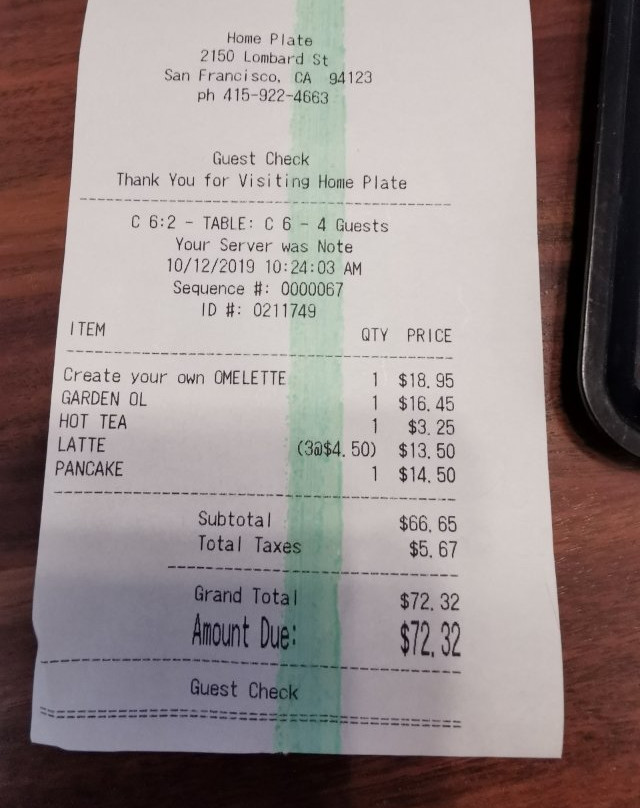 Home Plate
2150 Lombard St
San Francisco, CA 94123
ph 415-922-4663
Guest Check
Thank You for Visiting Home Plate
C 6:2 - TABLE: C 6 - 4 Guests
Your Server was Note
10/12/2019 10:24:03 AM
Sequence #: 0000067
ID #: 0211749
ITEM QTY PRICE
Create your own OMELETTE 1 $18.95
GARDEN OL 1 $16.45
HOT TEA 1 $3.25
LATTE (3@$4.50) $13.50
PANCAKE 1 $14.50
Subtotal $66.65
Total Taxes $5.67
Grand Total $72.32
Amount Due: $72.32
Guest Check